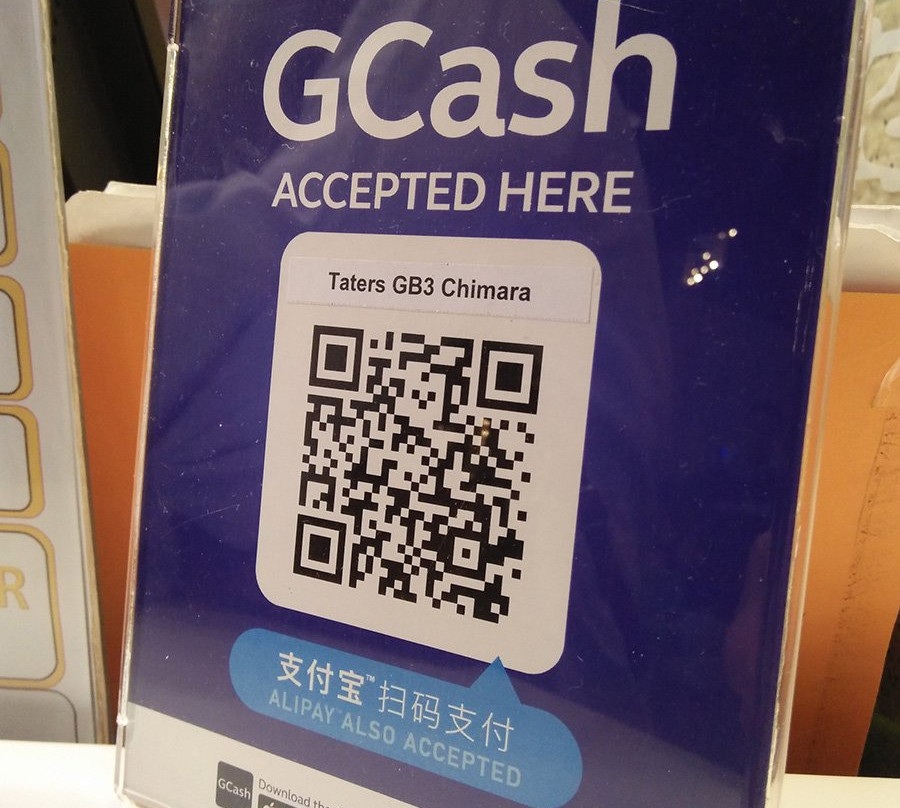 GCash
ACCEPTED HERE
Taters GB3 Chimara
支付宝™扫码支付
ALIPAY ALSO ACCEPTED
GCash
Download the
R